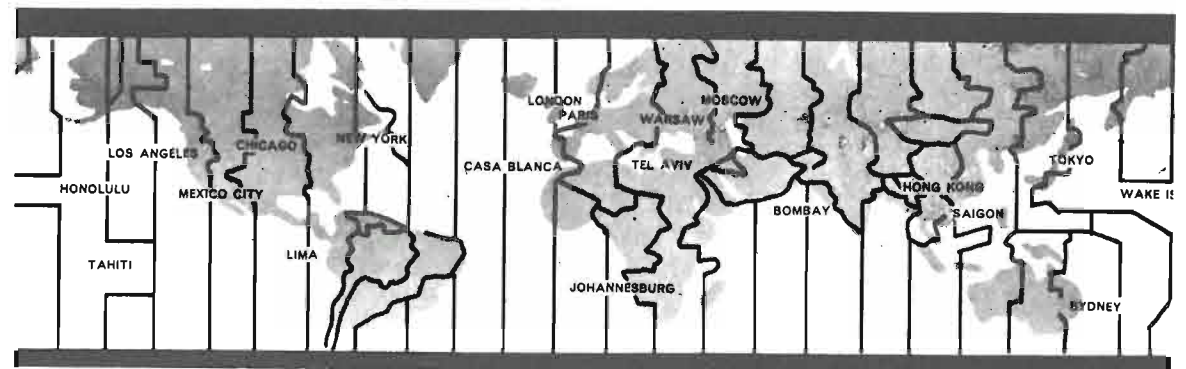 LONDON
PARIS
MOSCOW
WARSAW
NEW YORK
CHICAGO
LOS ANGELES
CASA BLANCA
TEL AVIV
TOKYO
HONOLULU
MEXICO CITY
HONG KONG
WAKE IS
BOMBAY
SAIGON
LIMA
TAHITI
JOHANNESBURG
SYDNEY